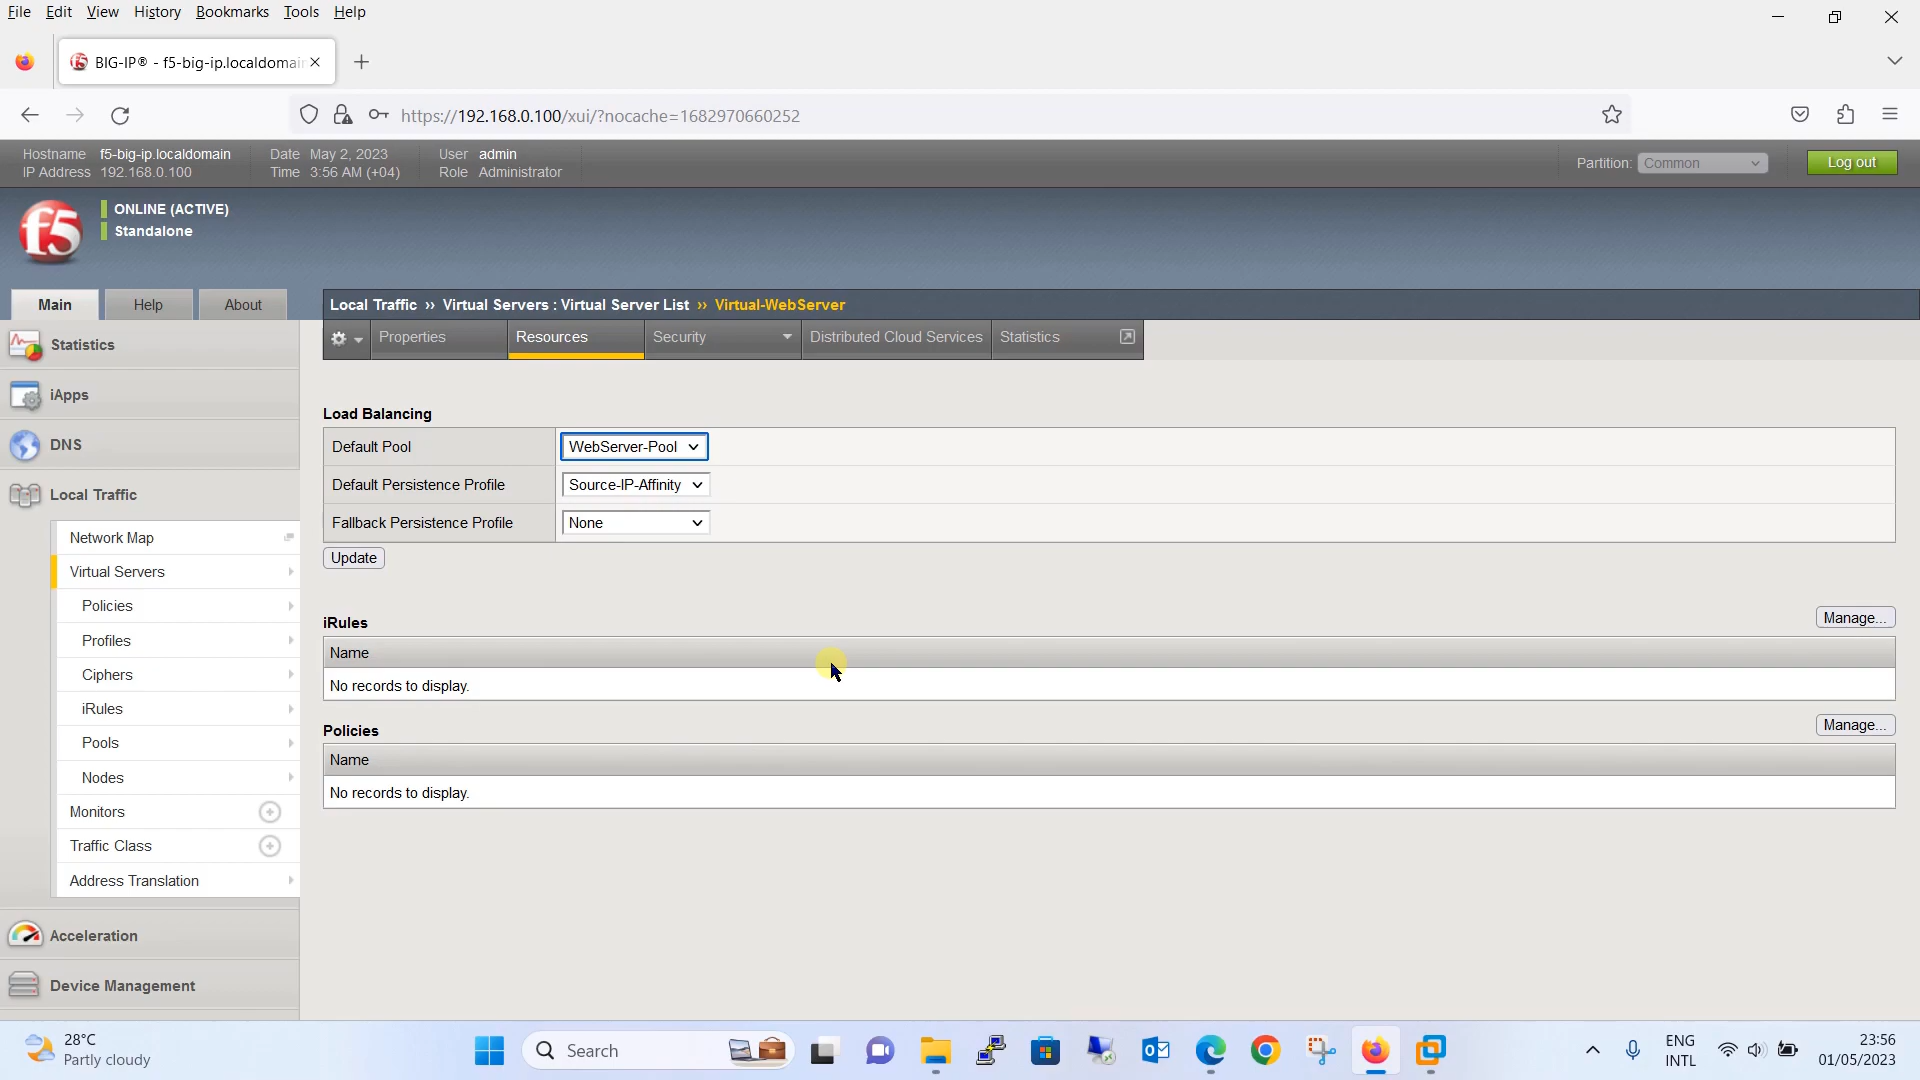 File Edit View History Bookmarks Tools Help
BIG-IP® - f5-big-ip.localdomai
https://192.168.0.100/xui/?nocache=1682970660252
Hostname f5-big-ip.localdomain Date May 2, 2023 User admin
IP Address 192.168.0.100 Time 3:56 AM (+04) Role Administrator
Partition: Common Log out
f5
ONLINE (ACTIVE)
Standalone
Main Help About
Local Traffic ›› Virtual Servers : Virtual Server List ›› Virtual-WebServer
Properties Resources Security Distributed Cloud Services Statistics
Statistics
iApps
DNS
Local Traffic
Network Map
Virtual Servers
Policies
Profiles
Ciphers
iRules
Pools
Nodes
Monitors
Traffic Class
Address Translation
Acceleration
Device Management
Load Balancing
Default Pool WebServer-Pool
Default Persistence Profile Source-IP-Affinity
Fallback Persistence Profile None
Update
iRules Manage...
Name
No records to display.
Policies Manage...
Name
No records to display.
28°C
Partly cloudy
Search
ENG
INTL
23:56
01/05/2023